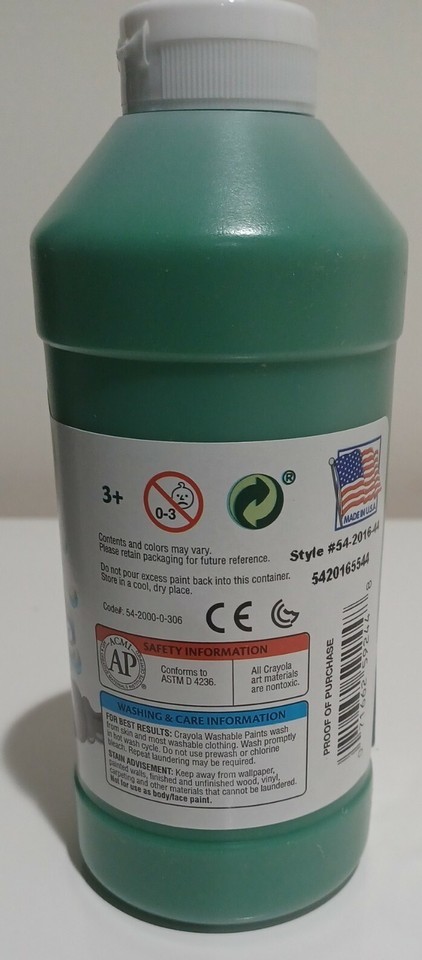 3+
0-3
®
MADE IN U.S.A.
Contents and colors may vary.
Please retain packaging for future reference.
Do not pour excess paint back into this container.
Store in a cool, dry place.
Style #54-2016-44
5420165544
Code#: 54-2000-0-306
CE
ACMI
AP
®
SAFETY INFORMATION
Conforms to
ASTM D 4236.
All Crayola
art materials
are nontoxic.
WASHING & CARE INFORMATION
FOR BEST RESULTS: Crayola Washable Paints wash
from skin and most washable clothing. Wash promptly
in hot wash cycle. Do not use prewash or chlorine
bleach. Repeat laundering may be required.
STAIN ADVISEMENT: Keep away from wallpaper,
painted walls, finished and unfinished wood, vinyl,
carpeting and other materials that cannot be laundered.
Not for use as body/face paint.
PROOF OF PURCHASE